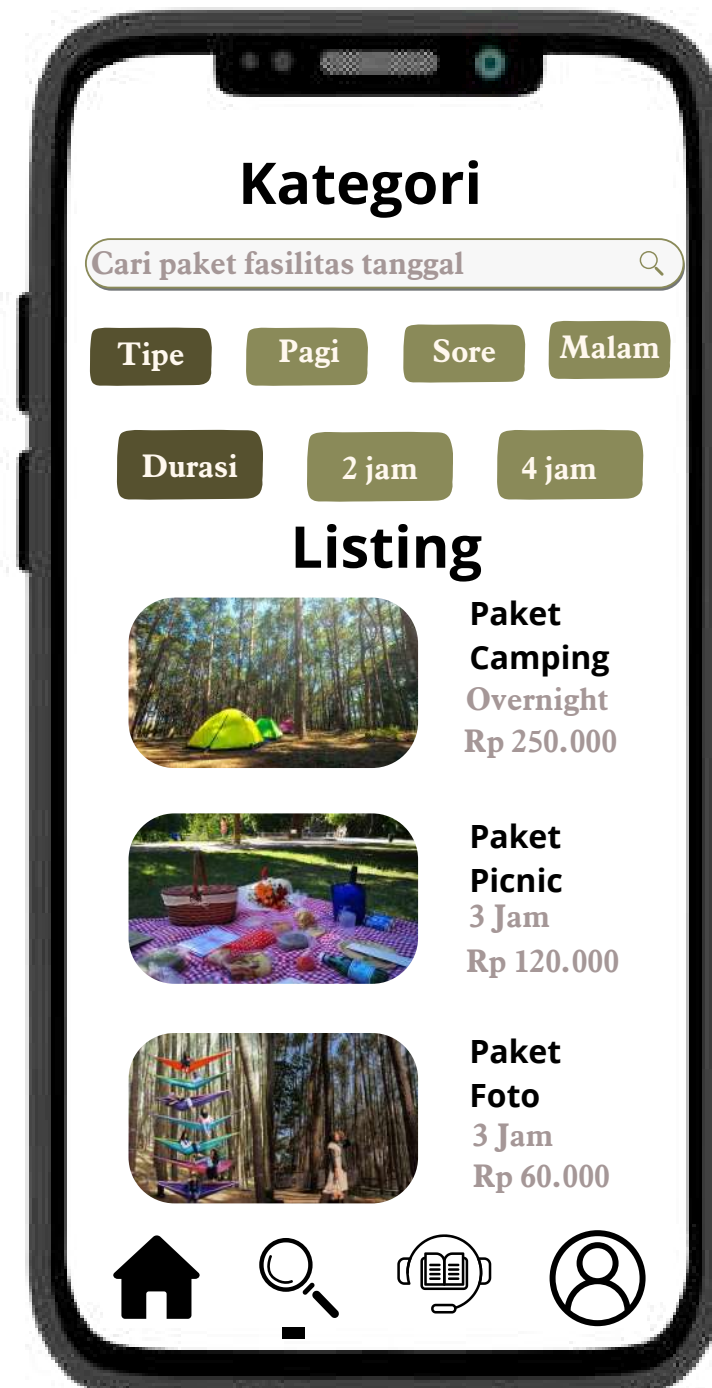 Kategori
Cari paket fasilitas tanggal
Tipe
Pagi
Sore
Malam
Durasi
2 jam
4 jam
Listing
Paket
Camping
Overnight
Rp 250.000
Paket
Picnic
3 Jam
Rp 120.000
Paket
Foto
3 Jam
Rp 60.000